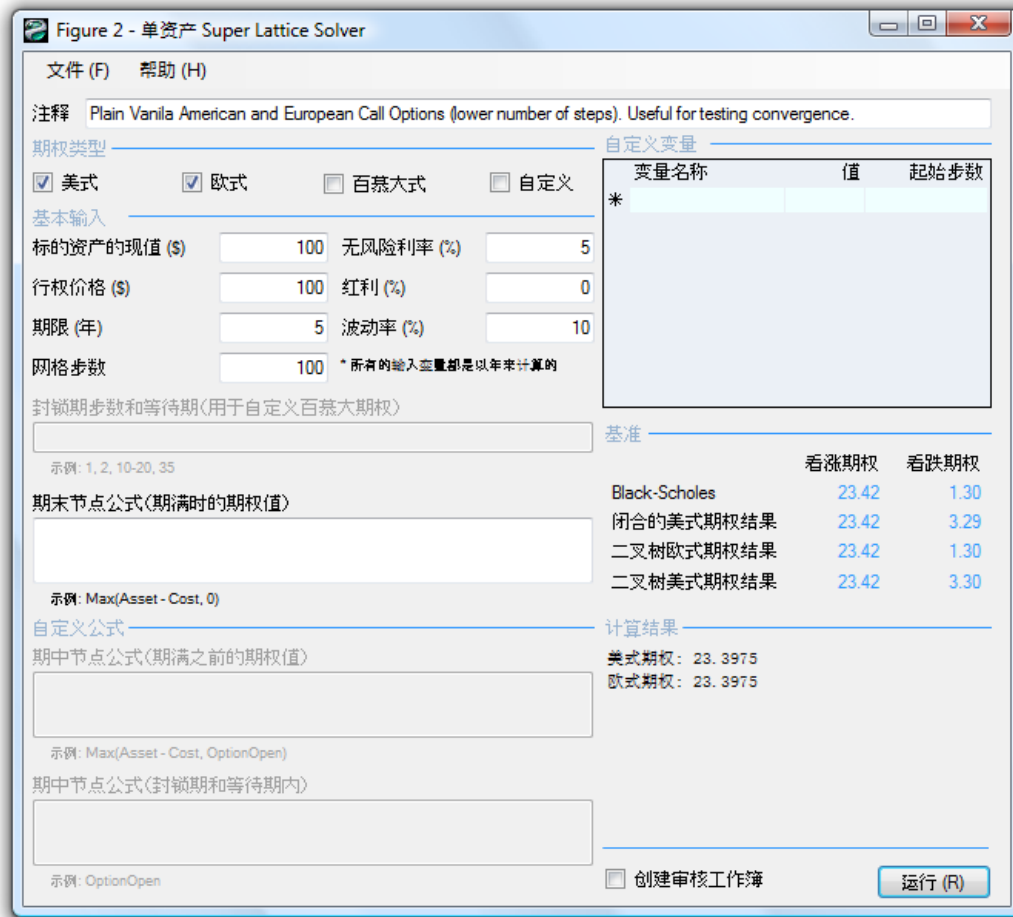 Figure 2 - 单资产 Super Lattice Solver
文件 (F) 帮助 (H)
注释 Plain Vanila American and European Call Options (lower number of steps). Useful for testing convergence.
期权类型
美式 欧式 百慕大式 自定义
基本输入
标的资产的现值 ($) 100 无风险利率 (%) 5
行权价格 ($) 100 红利 (%) 0
期限 (年) 5 波动率 (%) 10
网格步数 100 * 所有的输入变量都是以年来计算的
封锁期步数和等待期(用于自定义百慕大期权)
示例: 1, 2, 10-20, 35
期末节点公式(期满时的期权值)
示例: Max(Asset - Cost, 0)
自定义公式
期中节点公式(期满之前的期权值)
示例: Max(Asset - Cost, OptionOpen)
期中节点公式(封锁期和等待期内)
示例: OptionOpen
自定义变量
变量名称 值 起始步数
*
基准
看涨期权 看跌期权
Black-Scholes 23.42 1.30
闭合的美式期权结果 23.42 3.29
二叉树欧式期权结果 23.42 1.30
二叉树美式期权结果 23.42 3.30
计算结果
美式期权: 23.3975
欧式期权: 23.3975
创建审核工作簿 运行 (R)